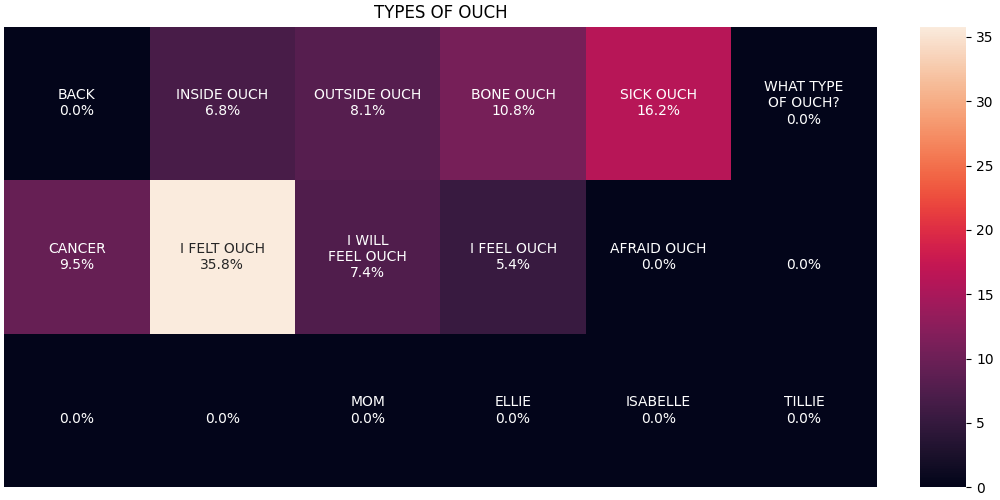 TYPES OF OUCH
BACK
0.0%
INSIDE OUCH
6.8%
OUTSIDE OUCH
8.1%
BONE OUCH
10.8%
SICK OUCH
16.2%
WHAT TYPE
OF OUCH?
0.0%
CANCER
9.5%
I FELT OUCH
35.8%
I WILL
FEEL OUCH
7.4%
I FEEL OUCH
5.4%
AFRAID OUCH
0.0%
0.0%
0.0%
0.0%
MOM
0.0%
ELLIE
0.0%
ISABELLE
0.0%
TILLIE
0.0%
35
30
25
20
15
10
5
0